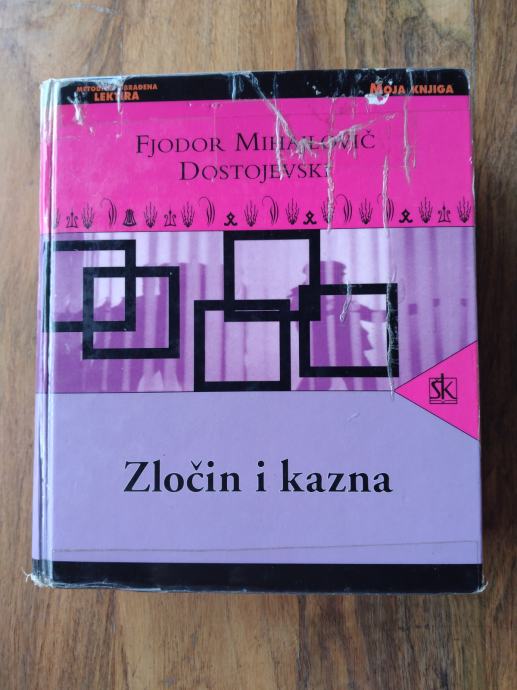 METODIČKI OBRAĐENA
LEKTIRA
MOJA KNJIGA
FJODOR MIHAJLOVIČ
DOSTOJEVSKI
ŠK
Zločin i kazna